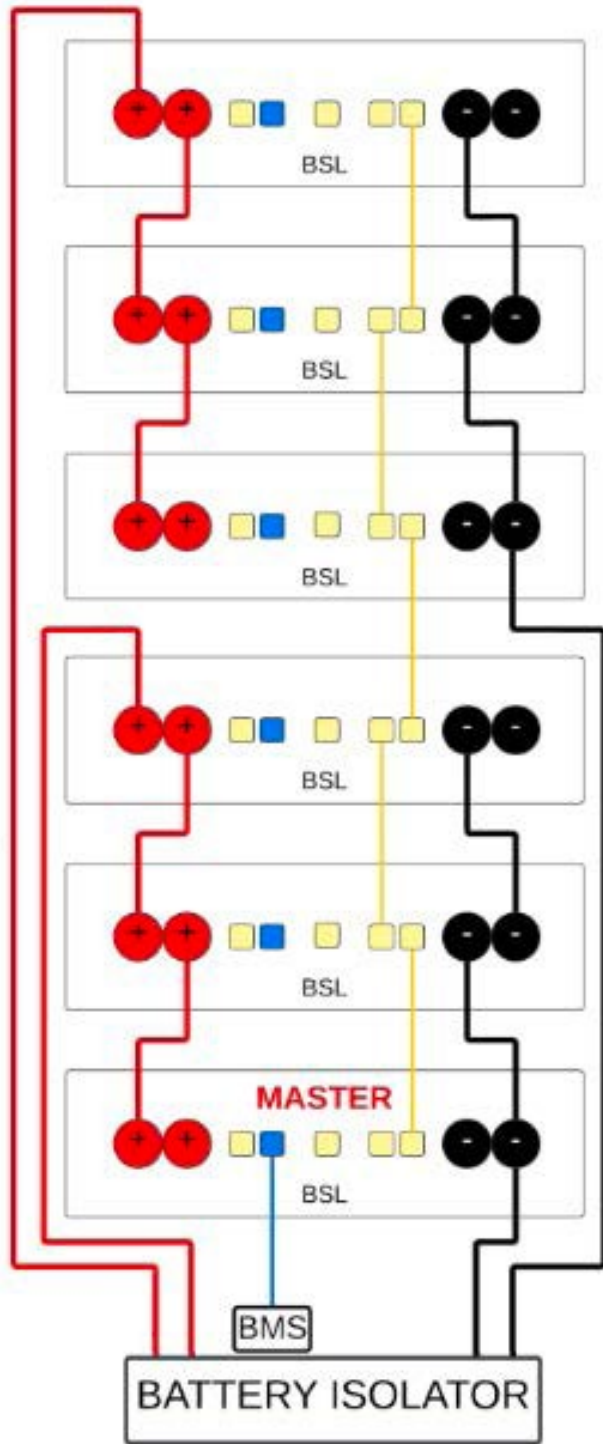 + + - -
BSL
+ + - -
BSL
+ + - -
BSL
+ + - -
BSL
+ + - -
BSL
MASTER
+ + - -
BSL
BMS
BATTERY ISOLATOR